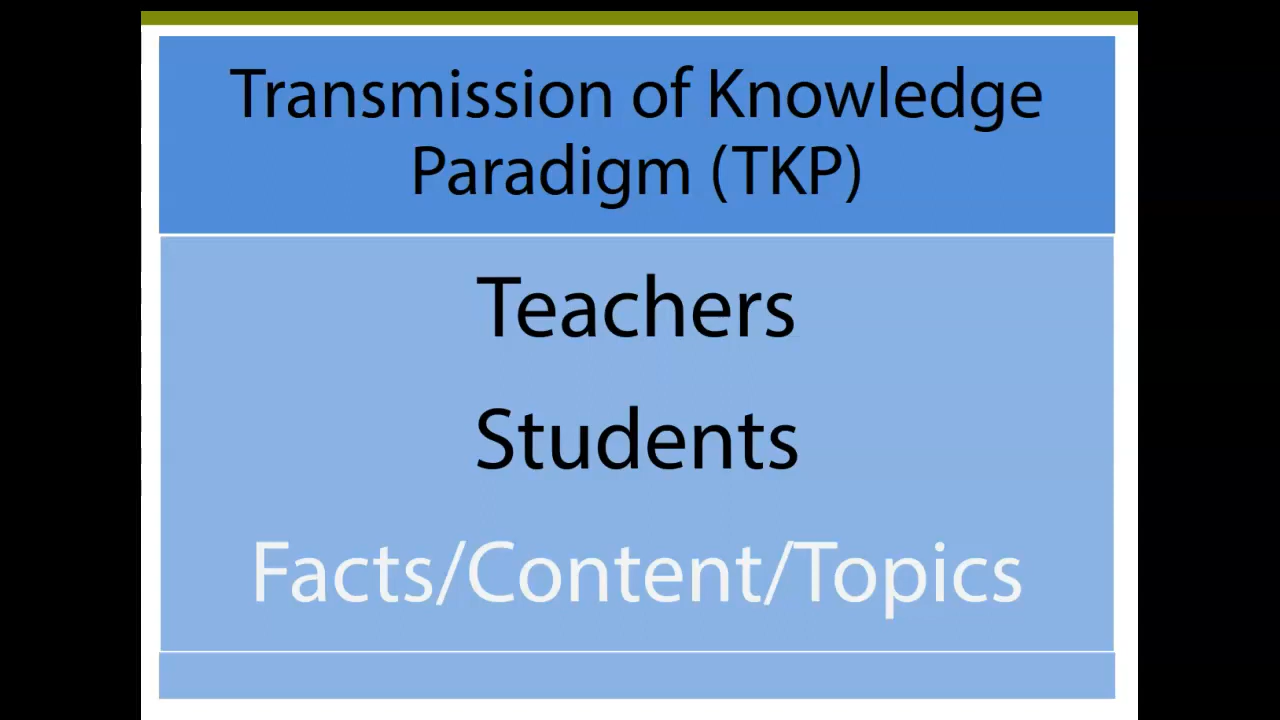 Transmission of Knowledge
Paradigm (TKP)
Teachers
Students
Facts/Content/Topics